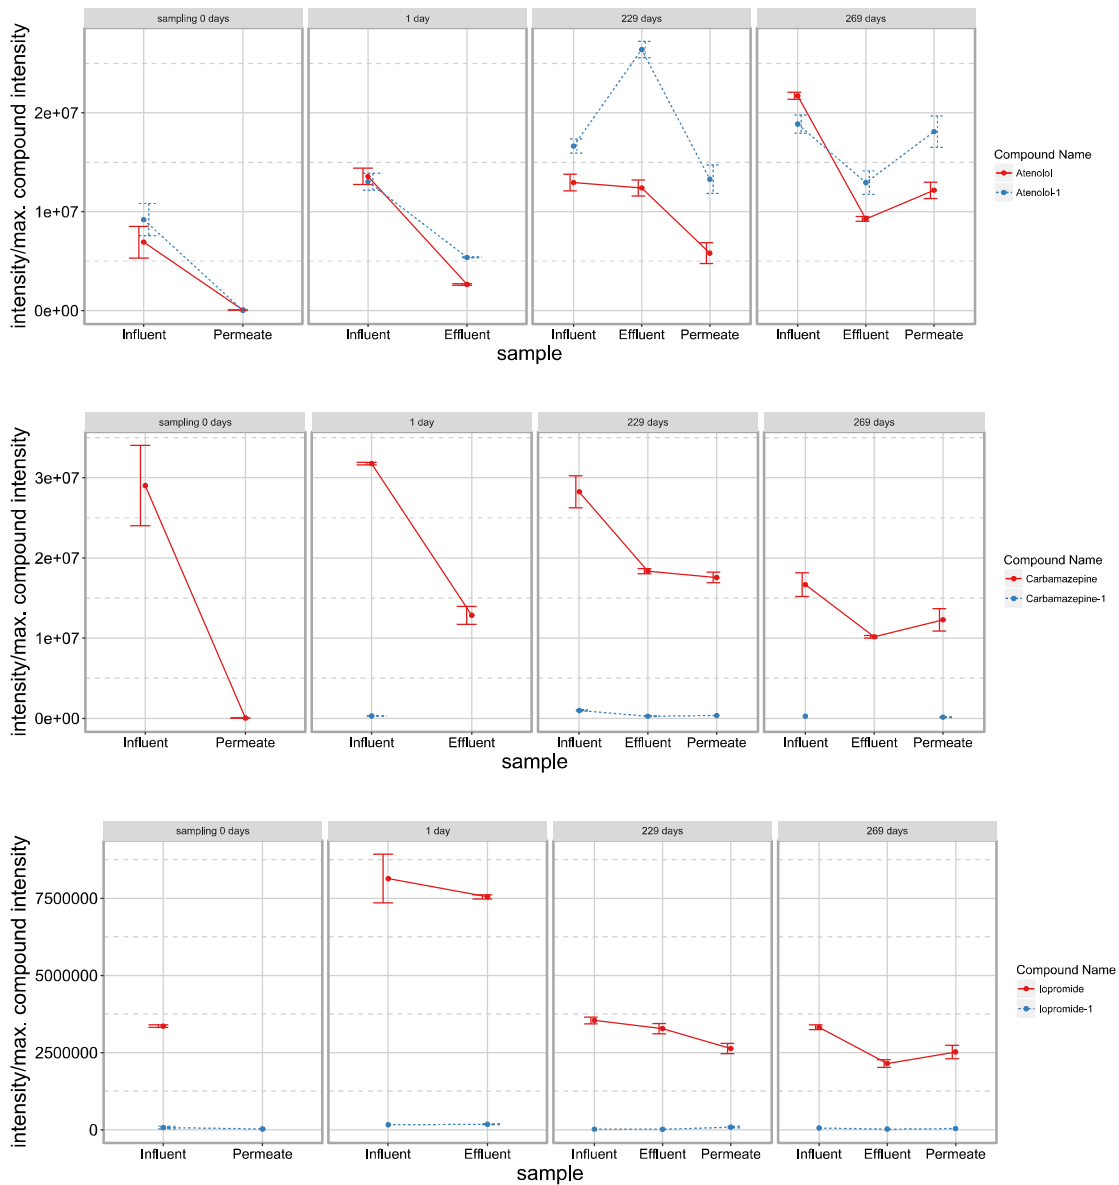 sampling 0 days 1 day 229 days 269 days
intensity/max. compound intensity
2e+07
1e+07
0e+00
Compound Name
Atenolol
Atenolol-1
Influent Permeate Influent Effluent Influent Effluent Permeate Influent Effluent Permeate
sample
sampling 0 days 1 day 229 days 269 days
intensity/max. compound intensity
3e+07
2e+07
1e+07
0e+00
Compound Name
Carbamazepine
Carbamazepine-1
Influent Permeate Influent Effluent Influent Effluent Permeate Influent Effluent Permeate
sample
sampling 0 days 1 day 229 days 269 days
intensity/max. compound intensity
7500000
5000000
2500000
0
Compound Name
Iopromide
Iopromide-1
Influent Permeate Influent Effluent Influent Effluent Permeate Influent Effluent Permeate
sample